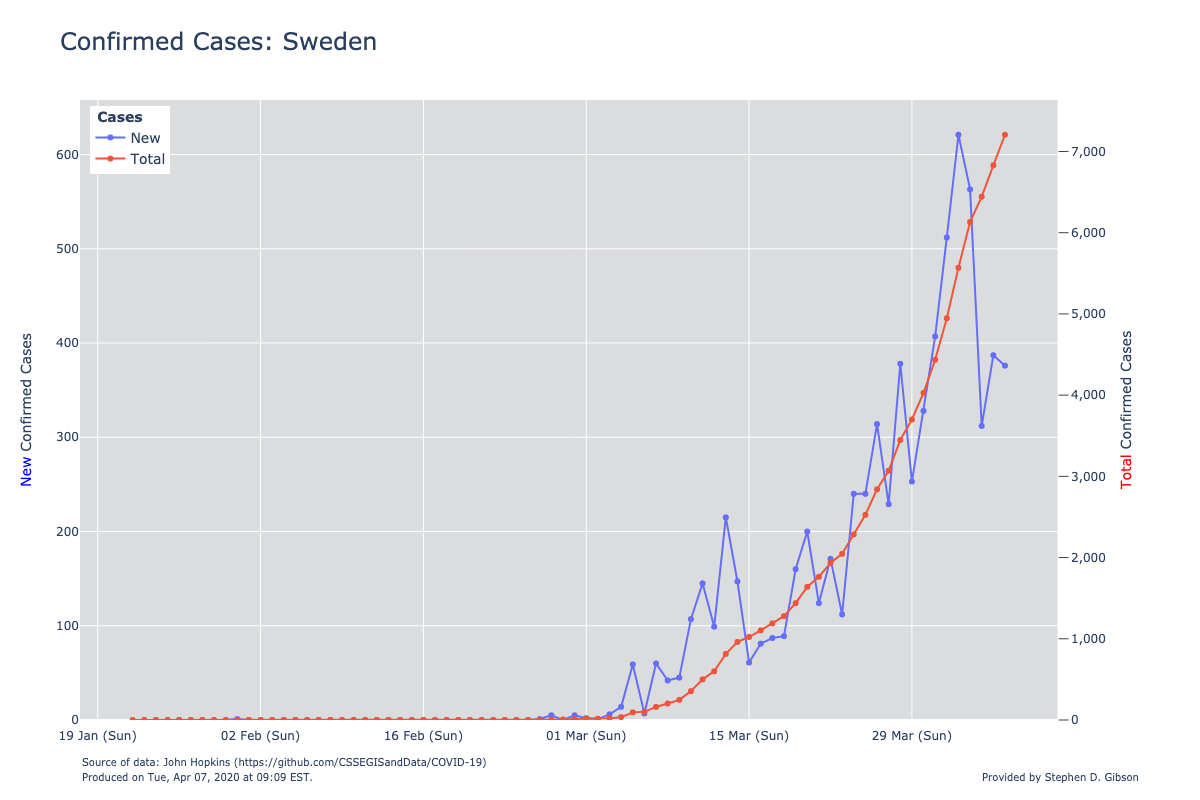 Confirmed Cases: Sweden
Cases
New
Total
600
500
400
300
200
100
0
7,000
6,000
5,000
4,000
3,000
2,000
1,000
0
New Confirmed Cases
Total Confirmed Cases
19 Jan (Sun) 02 Feb (Sun) 16 Feb (Sun) 01 Mar (Sun) 15 Mar (Sun) 29 Mar (Sun)
Source of data: John Hopkins (https://github.com/CSSEGISandData/COVID-19)
Produced on Tue, Apr 07, 2020 at 09:09 EST.
Provided by Stephen D. Gibson